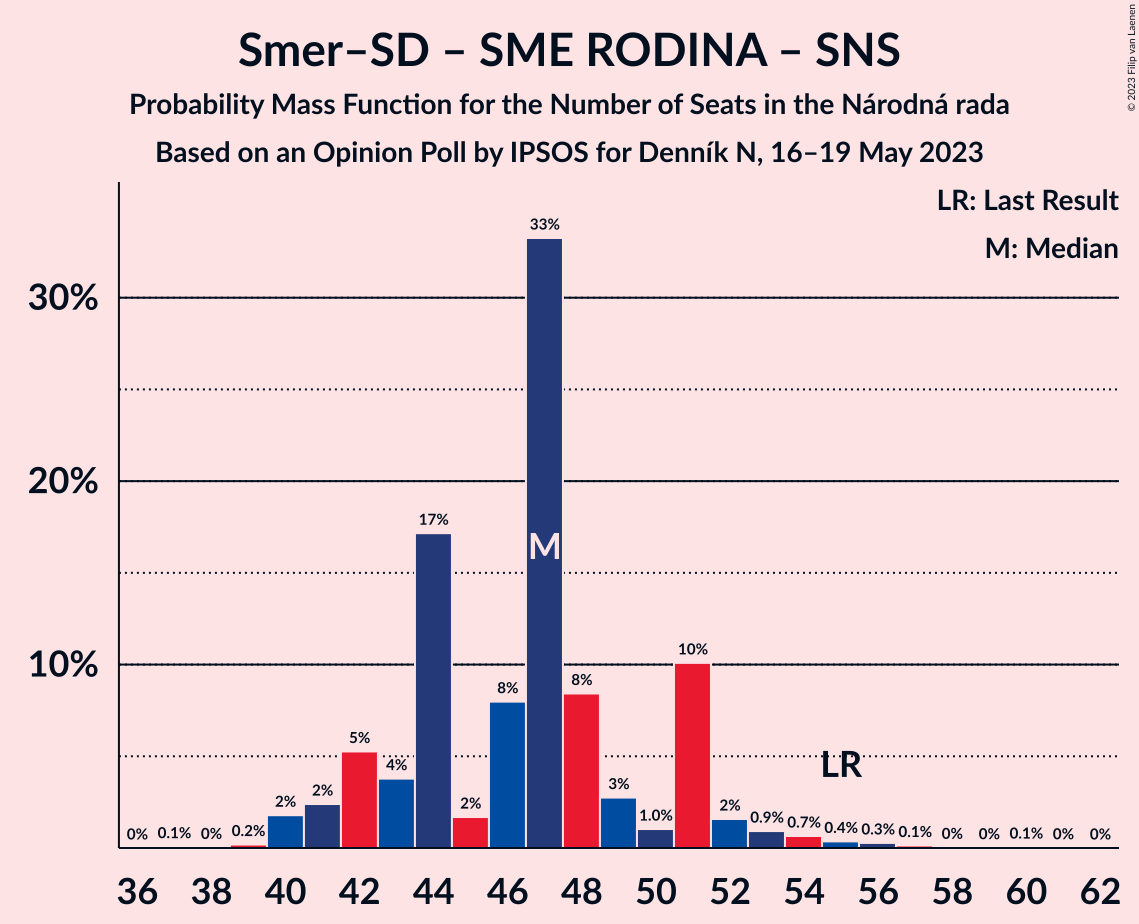 Smer–SD – SME RODINA – SNS
Probability Mass Function for the Number of Seats in the Národná rada
Based on an Opinion Poll by IPSOS for Denník N, 16–19 May 2023
© 2023 Filip van Laenen
LR: Last Result
M: Median
30%
20%
10%
0% 0.1% 0% 0.2% 2% 2% 5% 4% 17% 2% 8% 33% 8% 3% 1.0% 10% 2% 0.9% 0.7% 0.4% 0.3% 0.1% 0% 0% 0.1% 0% 0%
M
LR
36 38 40 42 44 46 48 50 52 54 56 58 60 62